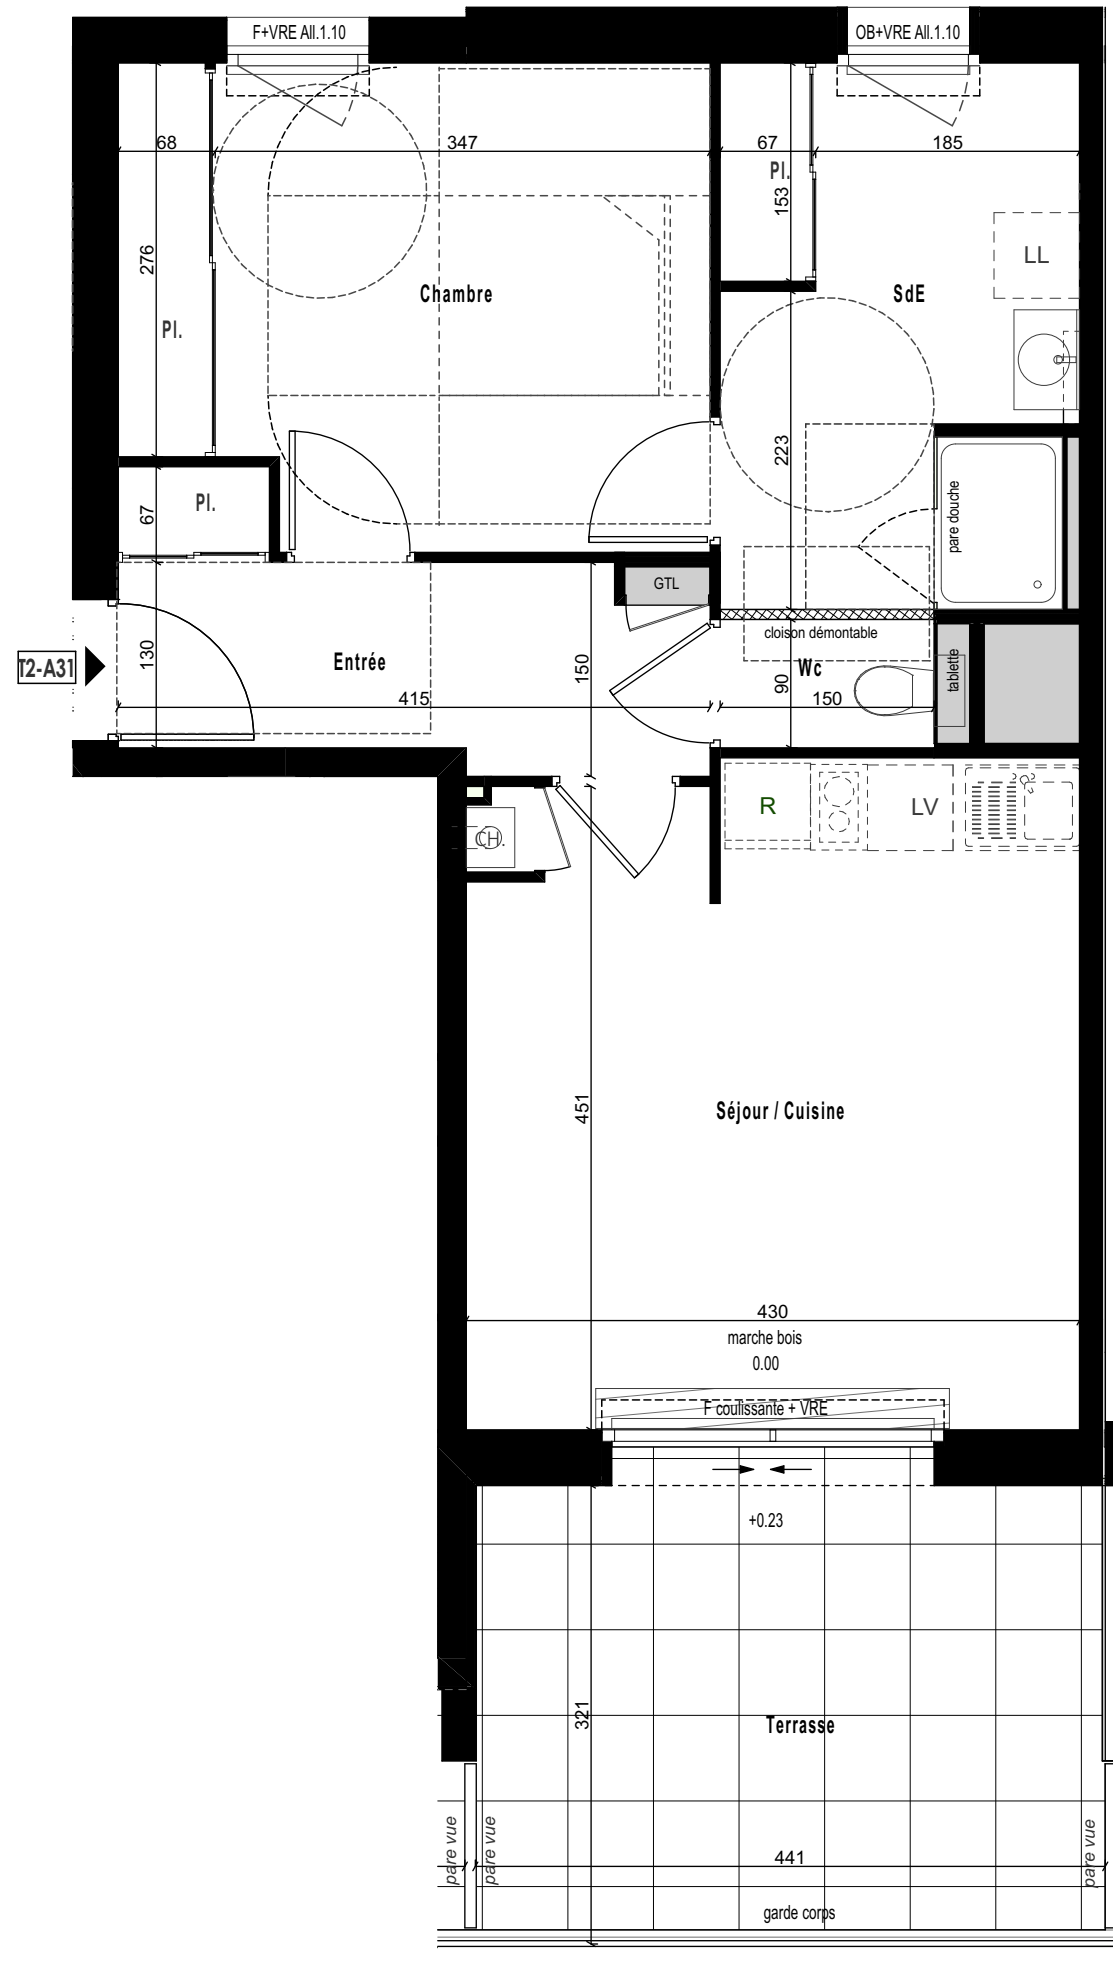 F+VRE All.1.10
OB+VRE All.1.10
68
347
67
185
Pl.
153
276
Chambre
SdE
LL
Pl.
223
Pl.
67
pare douche
GTL
cloison démontable
T2-A31
130
Entrée
150
Wc
90
tablette
415
150
R
LV
CH.
451
Séjour / Cuisine
430
marche bois
0.00
F coulissante + VRE
+0.23
321
Terrasse
pare vue
pare vue
pare vue
441
garde corps